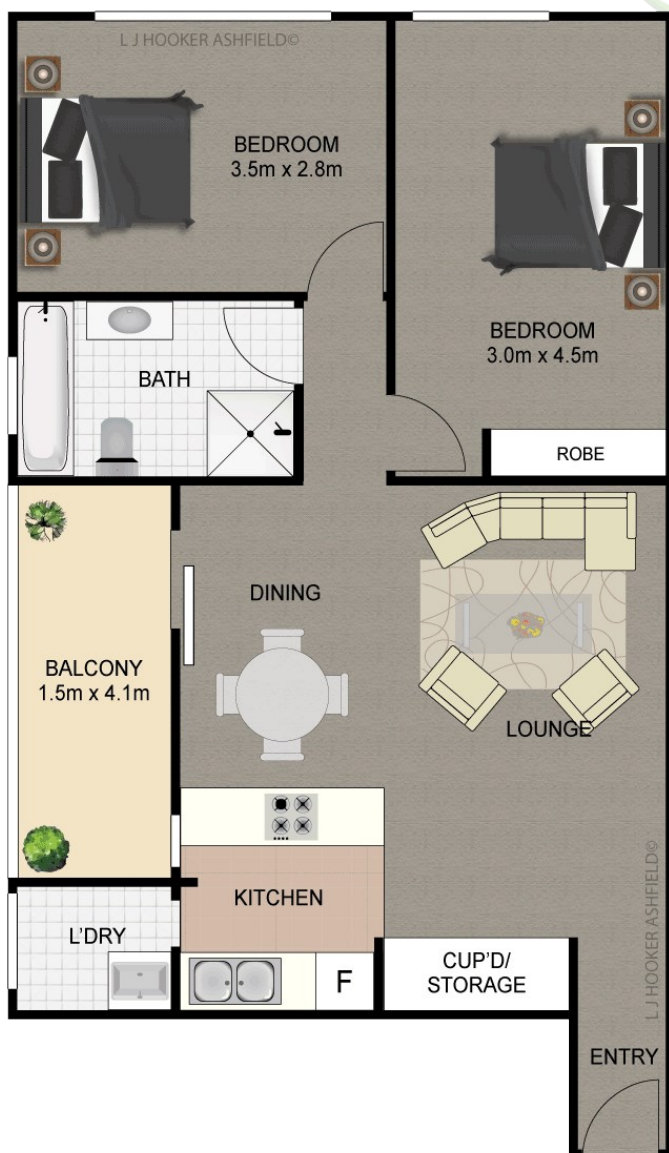 L J HOOKER ASHFIELD©
BEDROOM
3.5m x 2.8m
BEDROOM
3.0m x 4.5m
BATH
ROBE
DINING
BALCONY
1.5m x 4.1m
LOUNGE
KITCHEN
L'DRY
F
CUP'D/
STORAGE
L J HOOKER ASHFIELD©
ENTRY